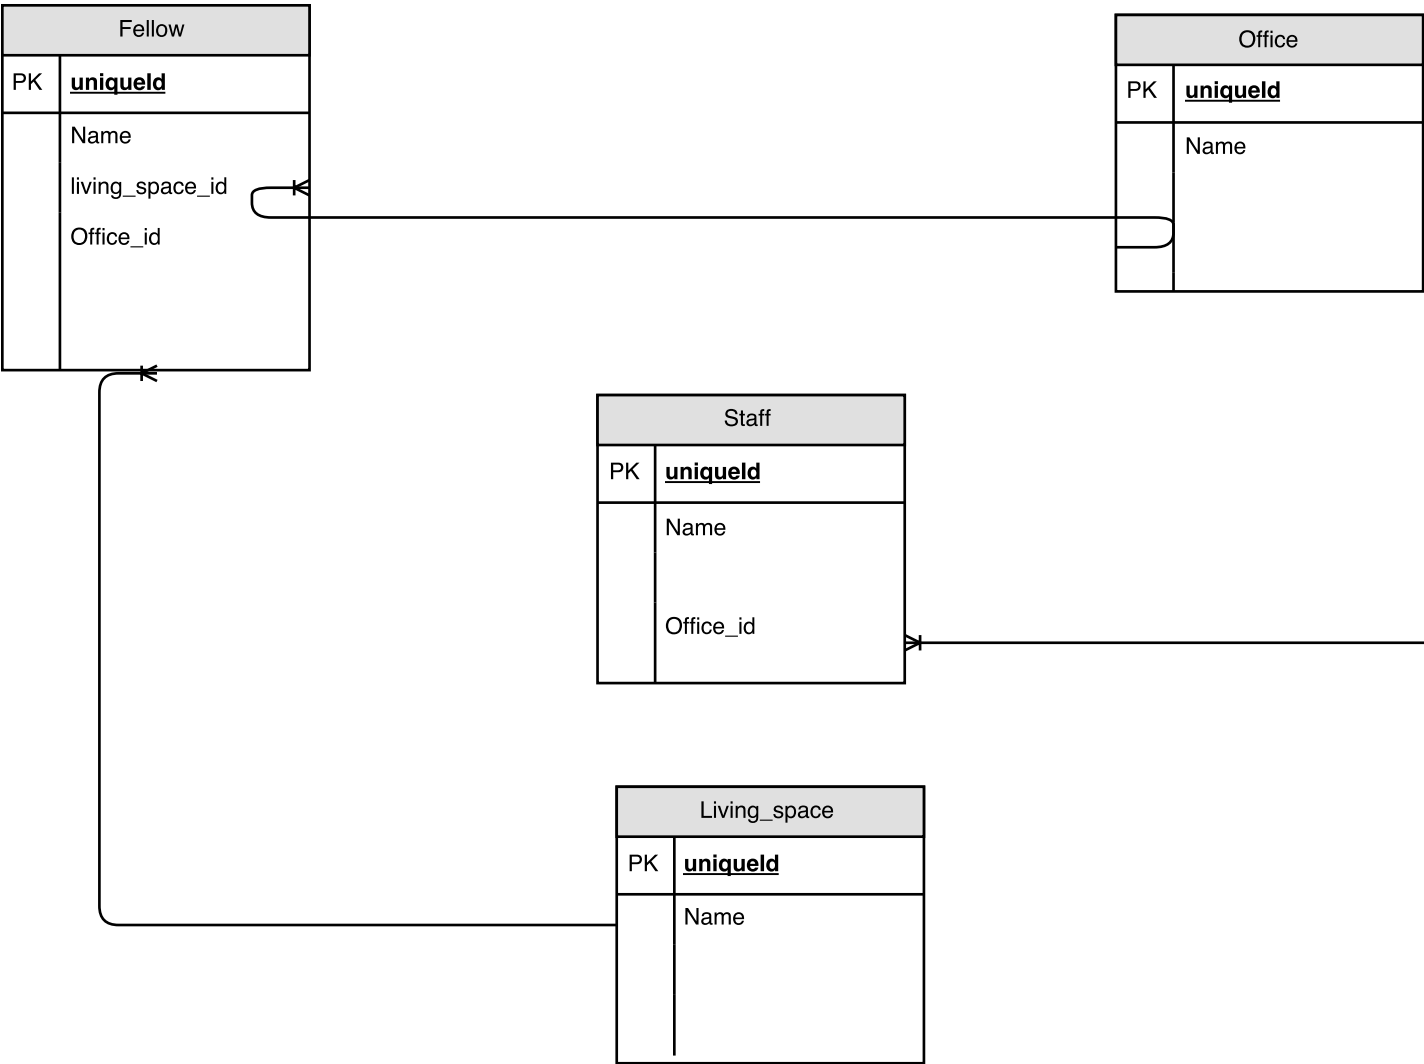 Fellow
PK uniqueId
Name
living_space_id
Office_id
Office
PK uniqueId
Name
Staff
PK uniqueId
Name
Office_id
Living_space
PK uniqueId
Name